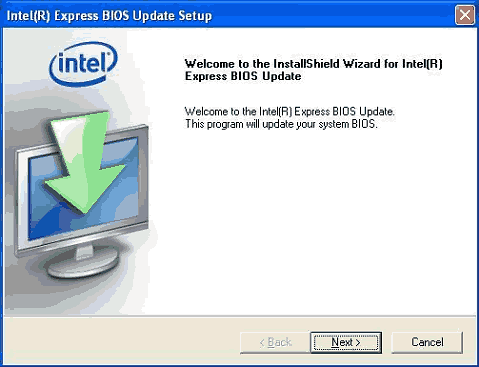 Intel(R) Express BIOS Update Setup
intel
Welcome to the InstallShield Wizard for Intel(R)
Express BIOS Update
Welcome to the Intel(R) Express BIOS Update.
This program will update your system BIOS.
< Back
Next >
Cancel